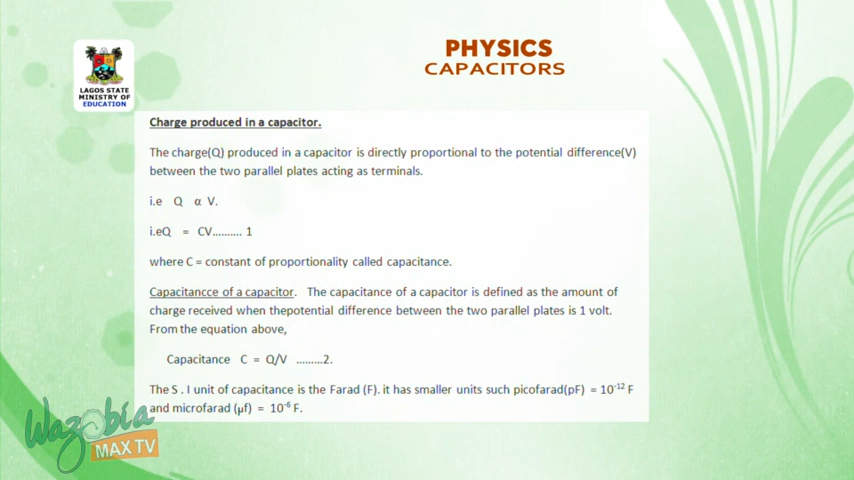 PHYSICS
CAPACITORS
LAGOS STATE
MINISTRY OF
EDUCATION
Charge produced in a capacitor.
The charge(Q) produced in a capacitor is directly proportional to the potential difference(V)
between the two parallel plates acting as terminals.
i.e Q α V.
i.eQ = CV.......... 1
where C = constant of proportionality called capacitance.
Capacitancce of a capacitor. The capacitance of a capacitor is defined as the amount of
charge received when thepotential difference between the two parallel plates is 1 volt.
From the equation above,
Capacitance C = Q/V .........2.
The S . I unit of capacitance is the Farad (F). it has smaller units such picofarad(pF) = 10⁻¹² F
and microfarad (μf) = 10⁻⁶ F.
Wazobia
MAX TV